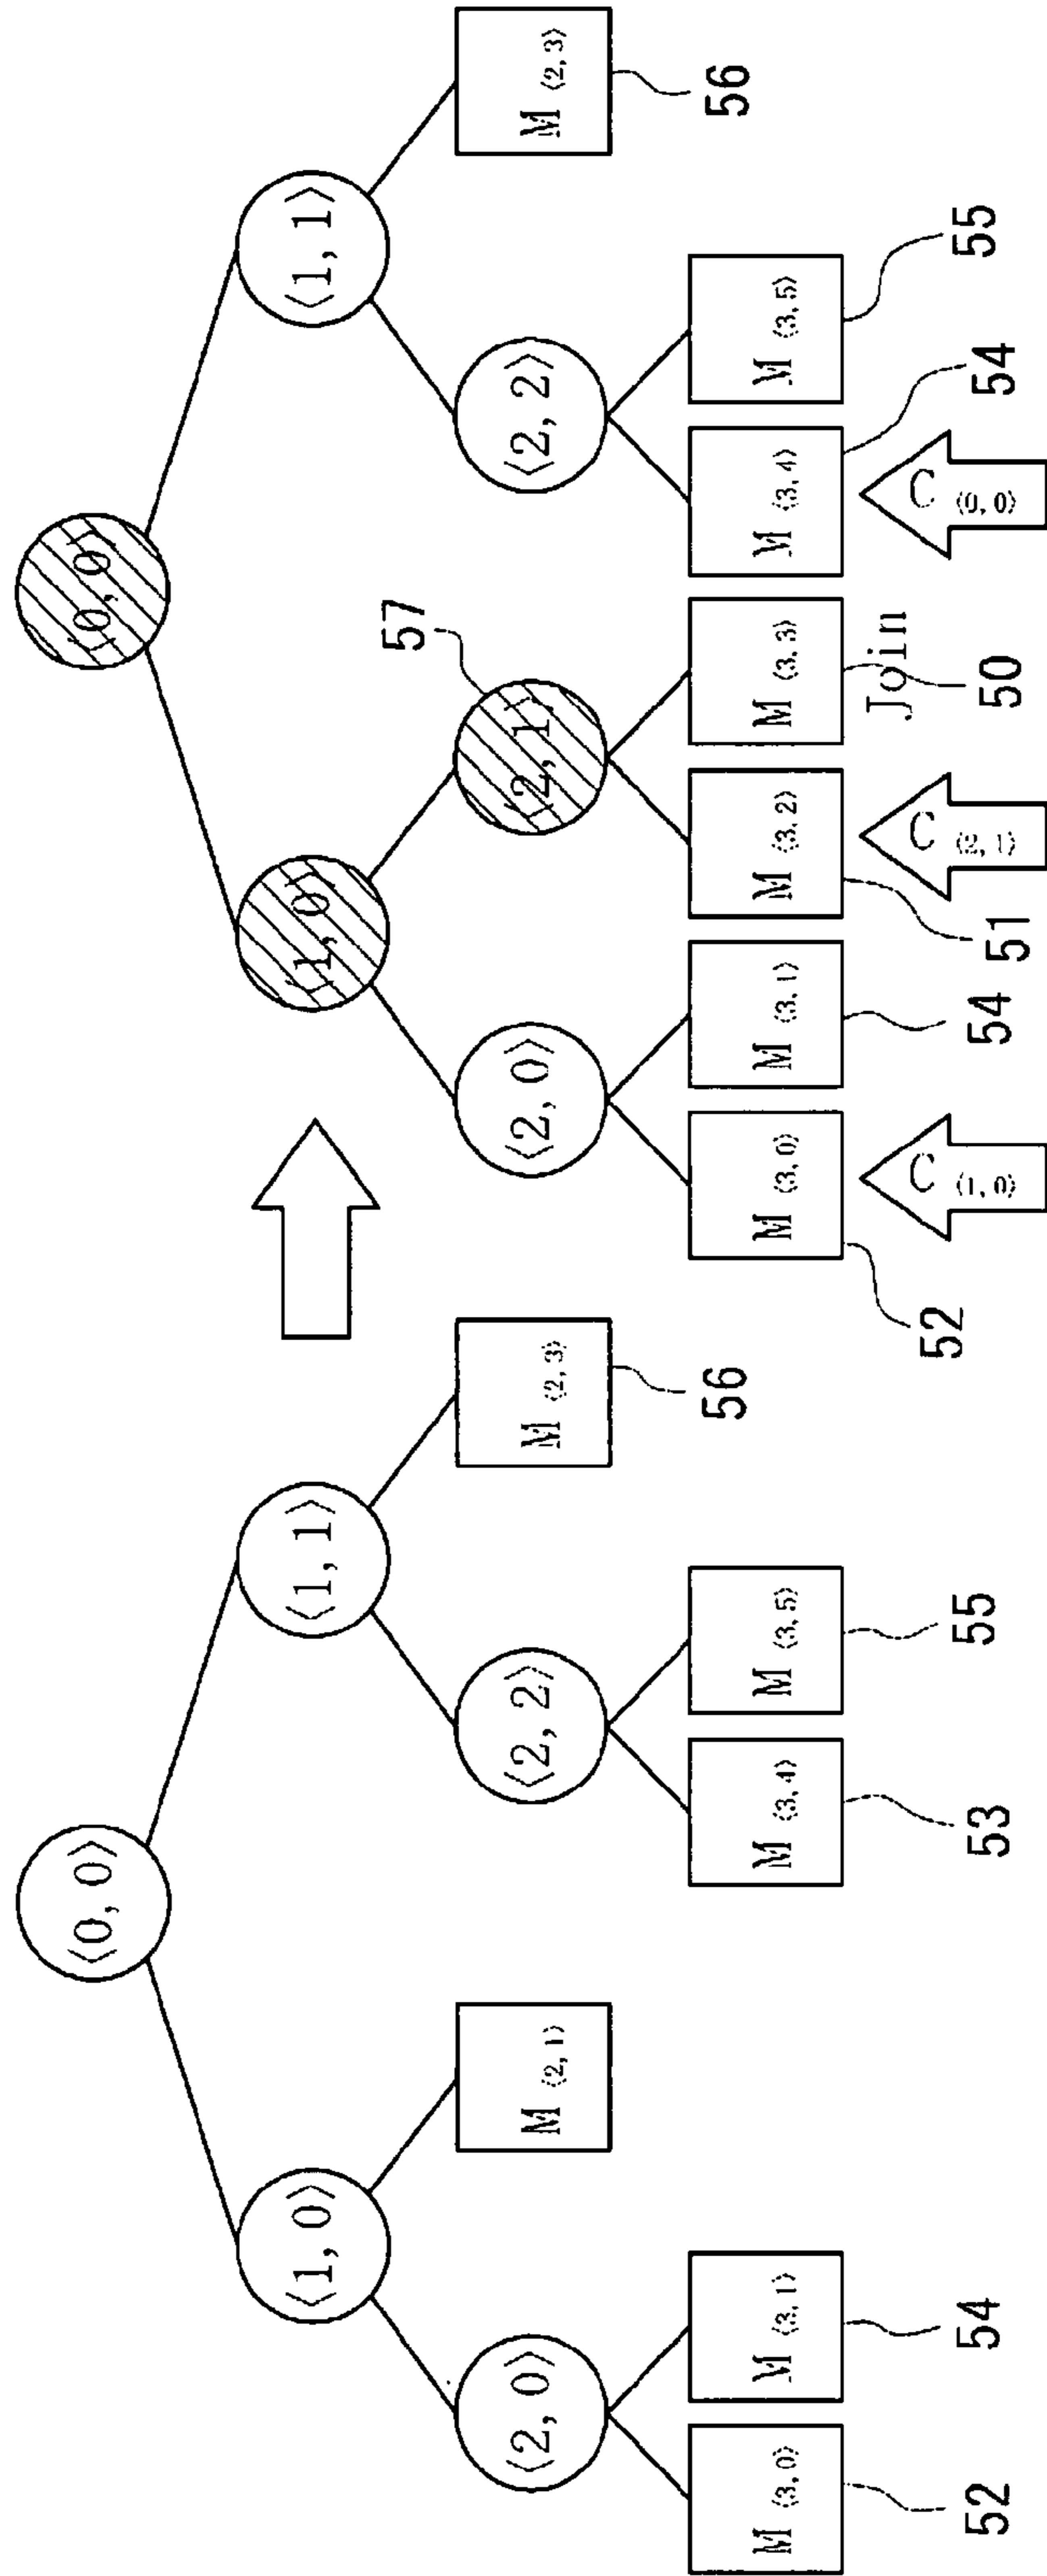 ⟨0, 0⟩
⟨1, 0⟩
⟨1, 1⟩
⟨2, 0⟩
M ⟨2, 1⟩
⟨2, 2⟩
M ⟨2, 3⟩
56
M ⟨3, 0⟩
M ⟨3, 1⟩
M ⟨3, 4⟩
M ⟨3, 5⟩
52
54
53
55
⟨0, 0⟩
⟨1, 0⟩
⟨1, 1⟩
57
⟨2, 0⟩
⟨2, 1⟩
⟨2, 2⟩
M ⟨2, 3⟩
56
M ⟨3, 0⟩
M ⟨3, 1⟩
M ⟨3, 2⟩
M ⟨3, 3⟩
M ⟨3, 4⟩
M ⟨3, 5⟩
52
54
51
Join
50
54
55
C ⟨1, 0⟩
C ⟨2, 1⟩
C ⟨0, 0⟩